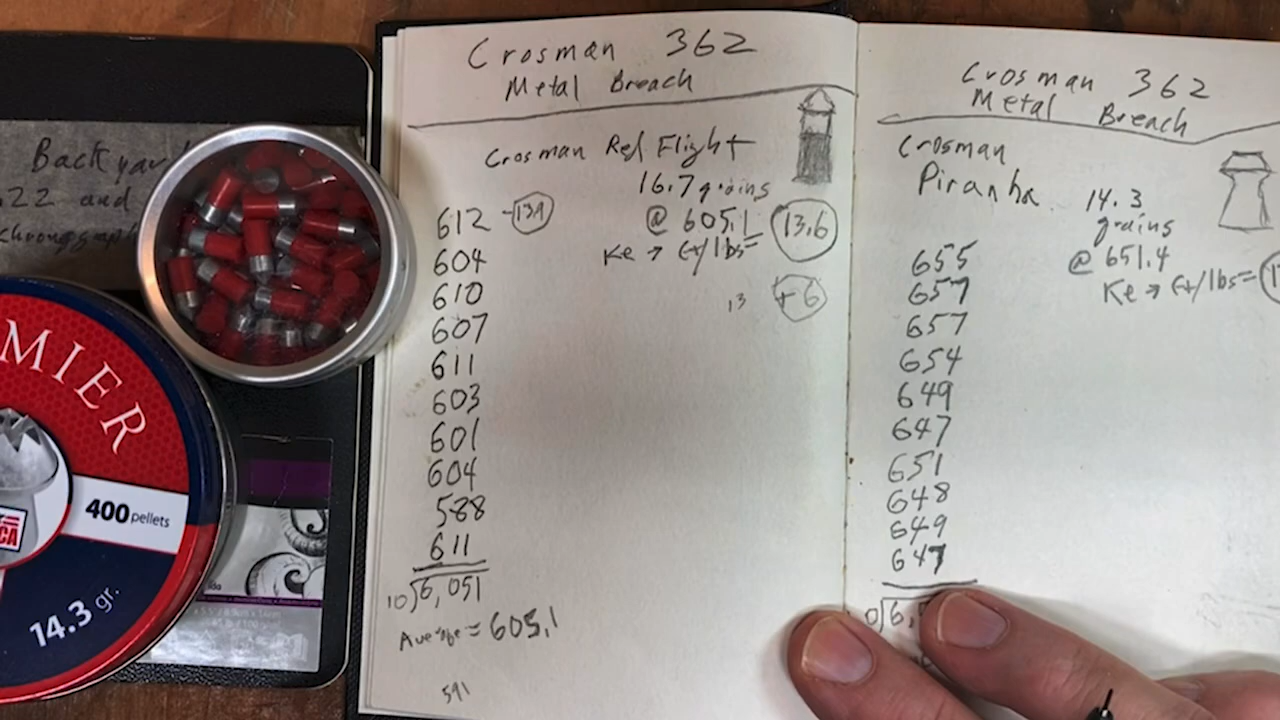 Crosman 362
Metal Breach
Crosman Red Flight
16.7 grains
@ 605.1
Ke → Ft/lbs= 13.6
+6
13
612 -13.9
604
610
607
611
603
601
604
588
611
10)6,051
Average = 605.1
591
Crosman 362
Metal Breach
Crosman
Piranha 14.3
grains
@ 651.4
Ke → Ft/lbs=
655
657
657
654
649
647
651
648
649
647
Backyard
.22 and
MIER
400 pellets
14.3 gr.